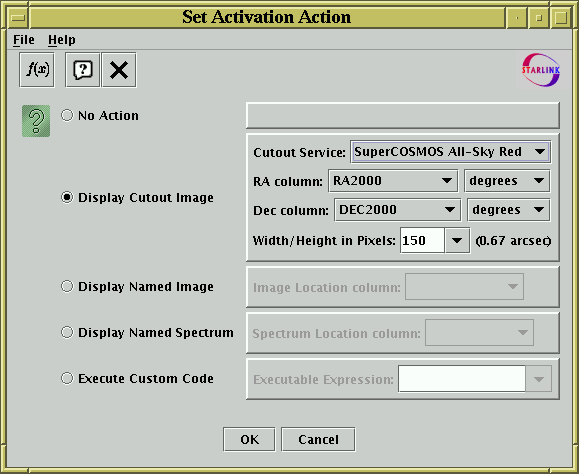 Set Activation Action
File Help
f(x) ? STARLINK
? No Action
Cutout Service: SuperCOSMOS All-Sky Red
RA column: RA2000 degrees
Display Cutout Image
Dec column: DEC2000 degrees
Width/Height in Pixels: 150 (0.67 arcsec)
Display Named Image Image Location column:
Display Named Spectrum Spectrum Location column:
Execute Custom Code Executable Expression:
OK Cancel